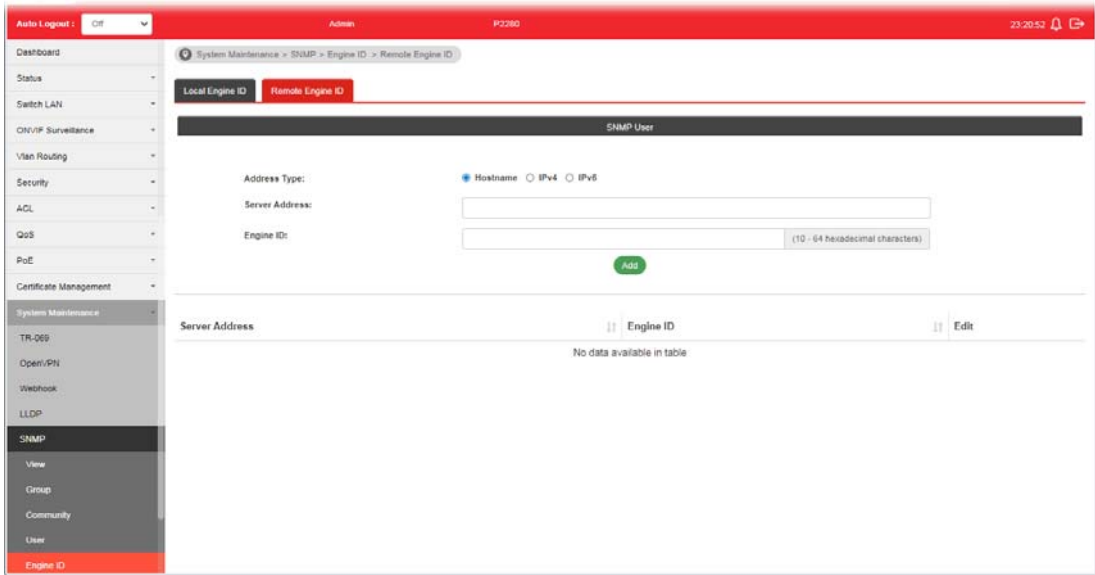 Auto Logout : Off Admin P2280 23:20:52
Dashboard
Status
Switch LAN
ONVIF Surveillance
Vlan Routing
Security
ACL
QoS
PoE
Certificate Management
System Maintenance
TR-069
OpenVPN
Webhook
LLDP
SNMP
View
Group
Community
User
Engine ID
System Maintenance > SNMP > Engine ID > Remote Engine ID
Local Engine ID Remote Engine ID
SNMP User
Address Type: Hostname IPv4 IPv6
Server Address:
Engine ID: (10 - 64 hexadecimal characters)
Add
Server Address Engine ID Edit
No data available in table